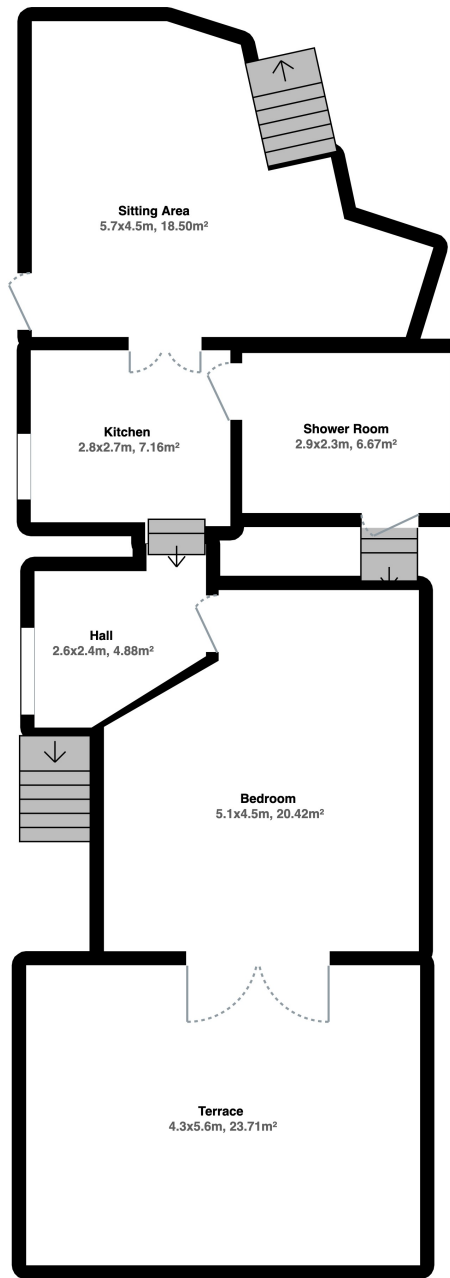 Sitting Area
5.7x4.5m, 18.50m²
Kitchen
2.8x2.7m, 7.16m²
Shower Room
2.9x2.3m, 6.67m²
Hall
2.6x2.4m, 4.88m²
Bedroom
5.1x4.5m, 20.42m²
Terrace
4.3x5.6m, 23.71m²